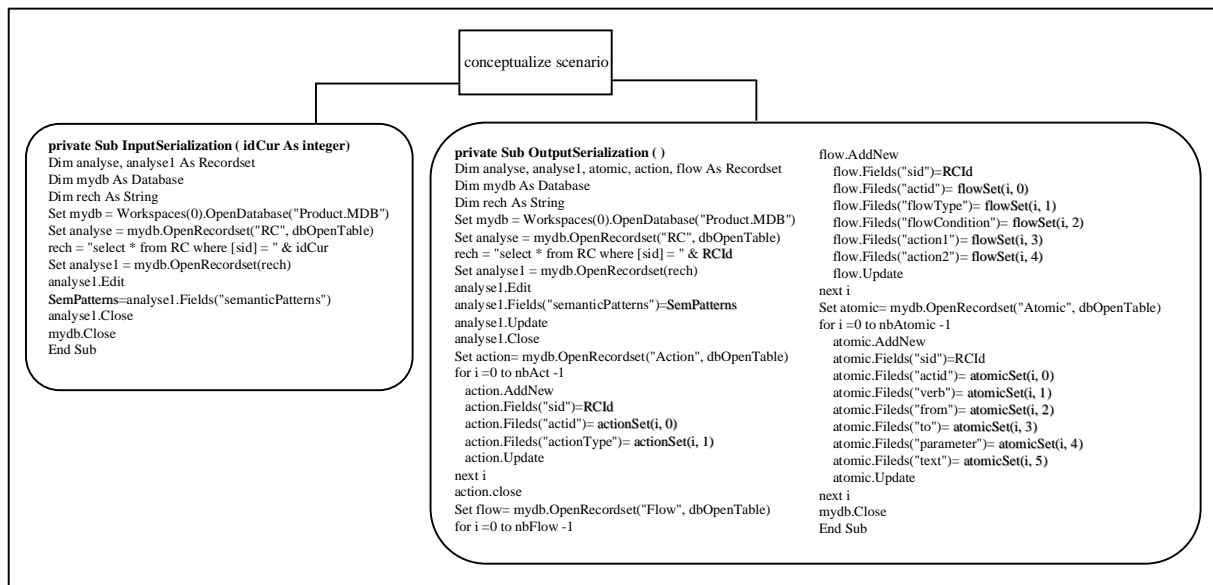 conceptualize scenario
private Sub InputSerialization ( idCur As integer)
Dim analyse, analyse1 As Recordset
Dim mydb As Database
Dim rech As String
Set mydb = Workspaces(0).OpenDatabase("Product.MDB")
Set analyse = mydb.OpenRecordset("RC", dbOpenTable)
rech = "select * from RC where [sid] = " & idCur
Set analyse1 = mydb.OpenRecordset(rech)
analyse1.Edit
SemPatterns=analyse1.Fields("semanticPatterns")
analyse1.Close
mydb.Close
End Sub
private Sub OutputSerialization ( )
Dim analyse, analyse1, atomic, action, flow As Recordset
Dim mydb As Database
Dim rech As String
Set mydb = Workspaces(0).OpenDatabase("Product.MDB")
Set analyse = mydb.OpenRecordset("RC", dbOpenTable)
rech = "select * from RC where [sid] = " & RCId
Set analyse1 = mydb.OpenRecordset(rech)
analyse1.Edit
analyse1.Fields("semanticPatterns")=SemPatterns
analyse1.Update
analyse1.Close
Set action= mydb.OpenRecordset("Action", dbOpenTable)
for i =0 to nbAct -1
action.AddNew
action.Fields("sid")=RCId
action.Fileds("actid")= actionSet(i, 0)
action.Fileds("actionType")= actionSet(i, 1)
action.Update
next i
action.close
Set flow= mydb.OpenRecordset("Flow", dbOpenTable)
for i =0 to nbFlow -1
flow.AddNew
flow.Fields("sid")=RCId
flow.Fileds("actid")= flowSet(i, 0)
flow.Fileds("flowType")= flowSet(i, 1)
flow.Fileds("flowCondition")= flowSet(i, 2)
flow.Fileds("action1")= flowSet(i, 3)
flow.Fileds("action2")= flowSet(i, 4)
flow.Update
next i
Set atomic= mydb.OpenRecordset("Atomic", dbOpenTable)
for i =0 to nbAtomic -1
atomic.AddNew
atomic.Fields("sid")=RCId
atomic.Fileds("actid")= atomicSet(i, 0)
atomic.Fileds("verb")= atomicSet(i, 1)
atomic.Fileds("from")= atomicSet(i, 2)
atomic.Fileds("to")= atomicSet(i, 3)
atomic.Fileds("parameter")= atomicSet(i, 4)
atomic.Fileds("text")= atomicSet(i, 5)
atomic.Update
next i
mydb.Close
End Sub